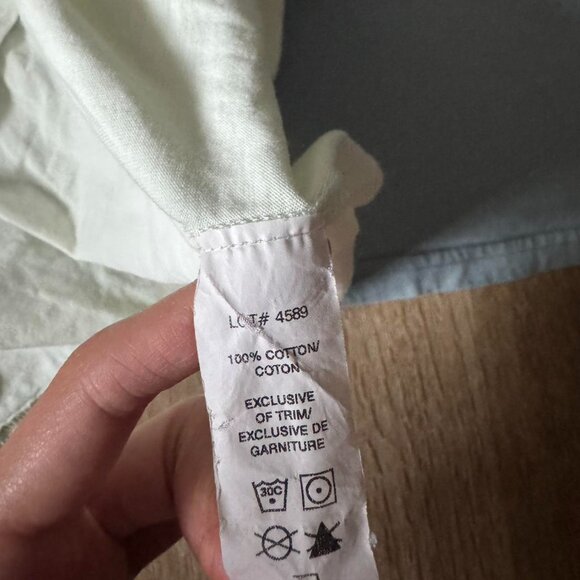 LOT# 4589
100% COTTON/
COTON
EXCLUSIVE
OF TRIM/
EXCLUSIVE DE
GARNITURE
30C